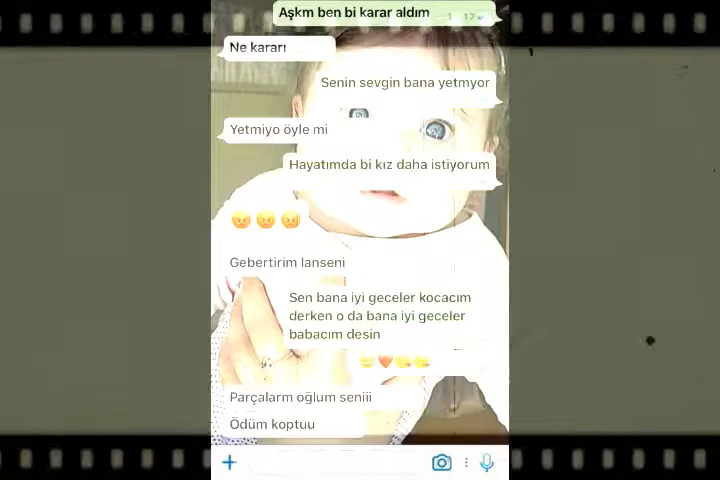 Aşkm ben bi karar aldım
Ne kararı
Senin sevgin bana yetmyor
Yetmiyo öyle mi
Hayatımda bi kız daha istiyorum
Gebertirim lanseni
Sen bana iyi geceler kocacım
derken o da bana iyi geceler
babacım desin
Parçalarm oğlum seniii
Ödüm koptuu